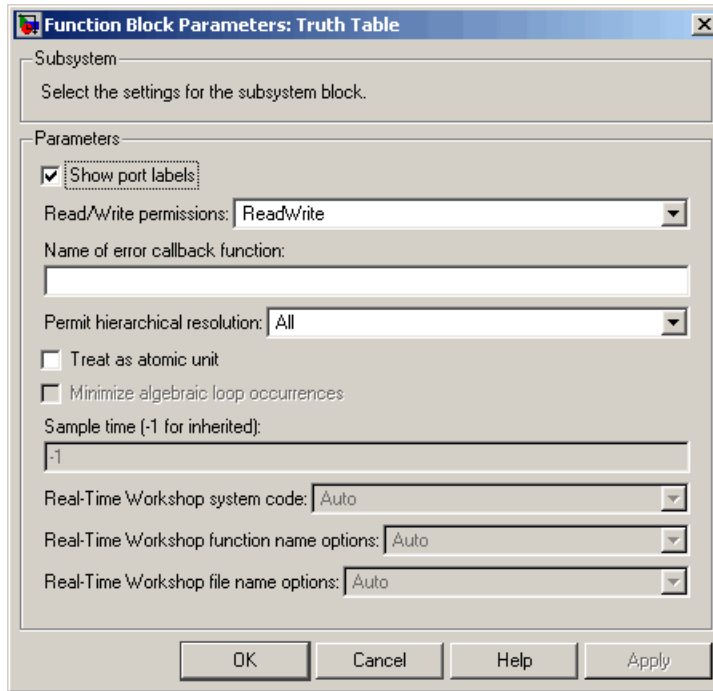 Function Block Parameters: Truth Table
Subsystem
Select the settings for the subsystem block.
Parameters
Show port labels
Read/Write permissions: ReadWrite
Name of error callback function:
Permit hierarchical resolution: All
Treat as atomic unit
Minimize algebraic loop occurrences
Sample time (-1 for inherited):
-1
Real-Time Workshop system code: Auto
Real-Time Workshop function name options: Auto
Real-Time Workshop file name options: Auto
OK Cancel Help Apply